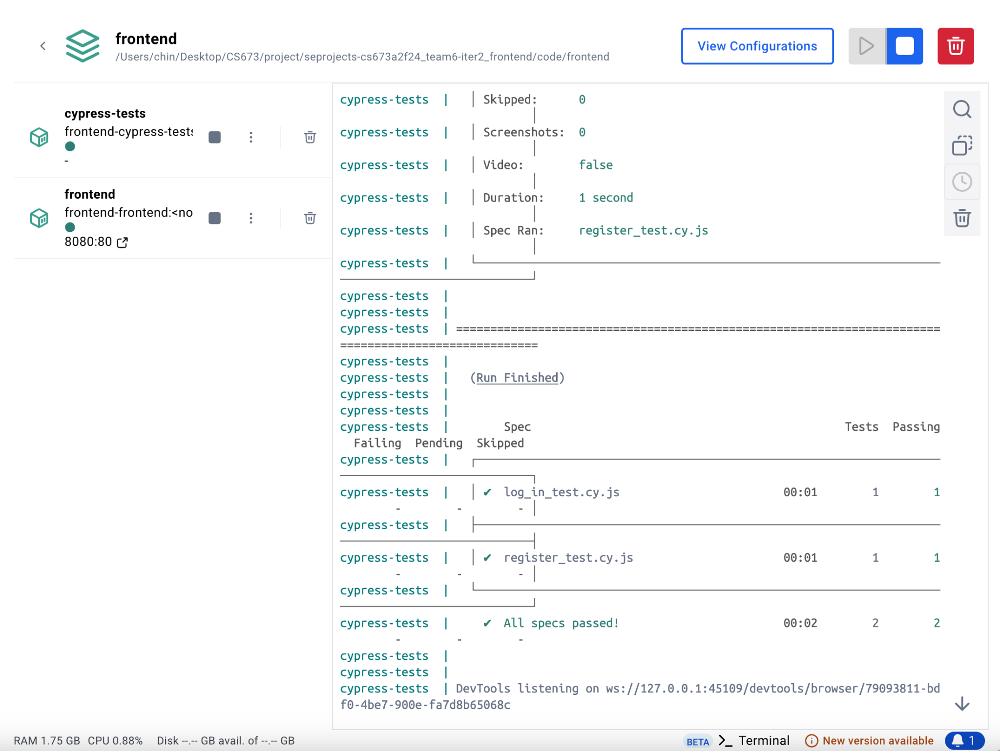 frontend
/Users/chin/Desktop/CS673/project/seprojects-cs673a2f24_team6-iter2_frontend/code/frontend
View Configurations
cypress-tests
frontend-cypress-tests
-
frontend
frontend-frontend:<no
8080:80
cypress-tests | │ Skipped: 0
│
cypress-tests | │ Screenshots: 0
│
cypress-tests | │ Video: false
│
cypress-tests | │ Duration: 1 second
│
cypress-tests | │ Spec Ran: register_test.cy.js
│
cypress-tests | └────────────────────
────────────────────┘
cypress-tests |
cypress-tests |
cypress-tests | =======================================================================
=============================
cypress-tests |
cypress-tests | (Run Finished)
cypress-tests |
cypress-tests |
cypress-tests | Spec Tests Passing
Failing Pending Skipped
cypress-tests | ┌────────────────────
────────────────────┐
cypress-tests | │ ✔ log_in_test.cy.js 00:01 1 1
- - - │
cypress-tests | ├────────────────────
────────────────────┤
cypress-tests | │ ✔ register_test.cy.js 00:01 1 1
- - - │
cypress-tests | └────────────────────
────────────────────┘
cypress-tests | ✔ All specs passed! 00:02 2 2
- - -
cypress-tests |
cypress-tests |
cypress-tests | DevTools listening on ws://127.0.0.1:45109/devtools/browser/79093811-bd
f0-4be7-900e-fa7d8b65068c
RAM 1.75 GB CPU 0.88% Disk --.-- GB avail. of --.-- GB
BETA >_ Terminal New version available 1